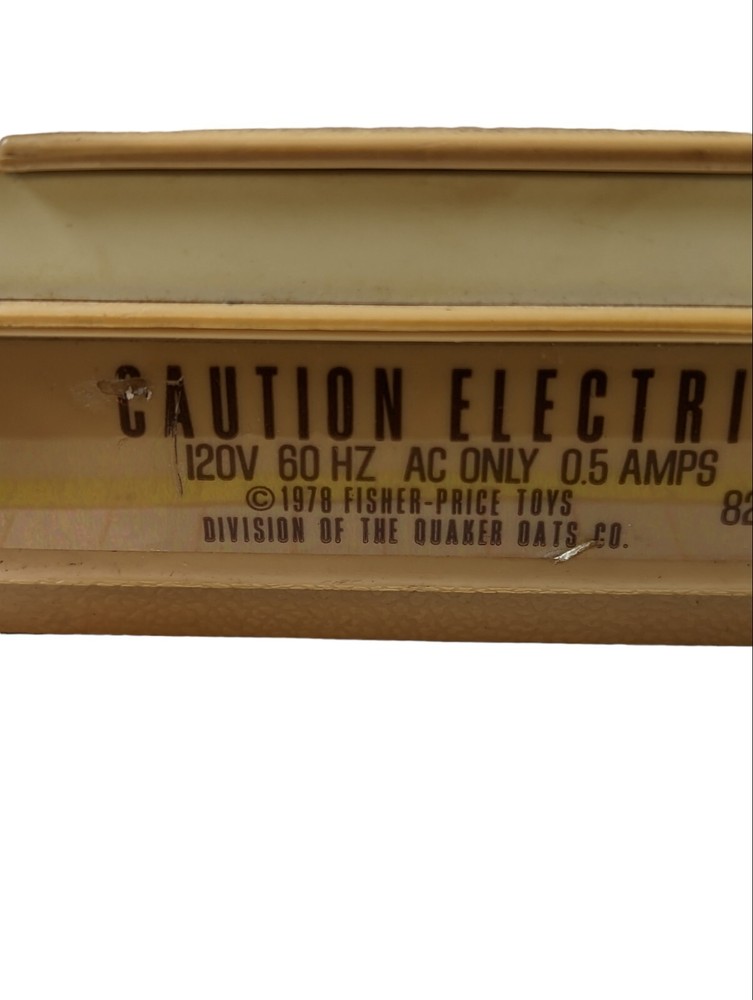 CAUTION ELECTRI
120V 60 HZ AC ONLY 0.5 AMPS
© 1978 FISHER-PRICE TOYS
82
DIVISION OF THE QUAKER OATS CO.